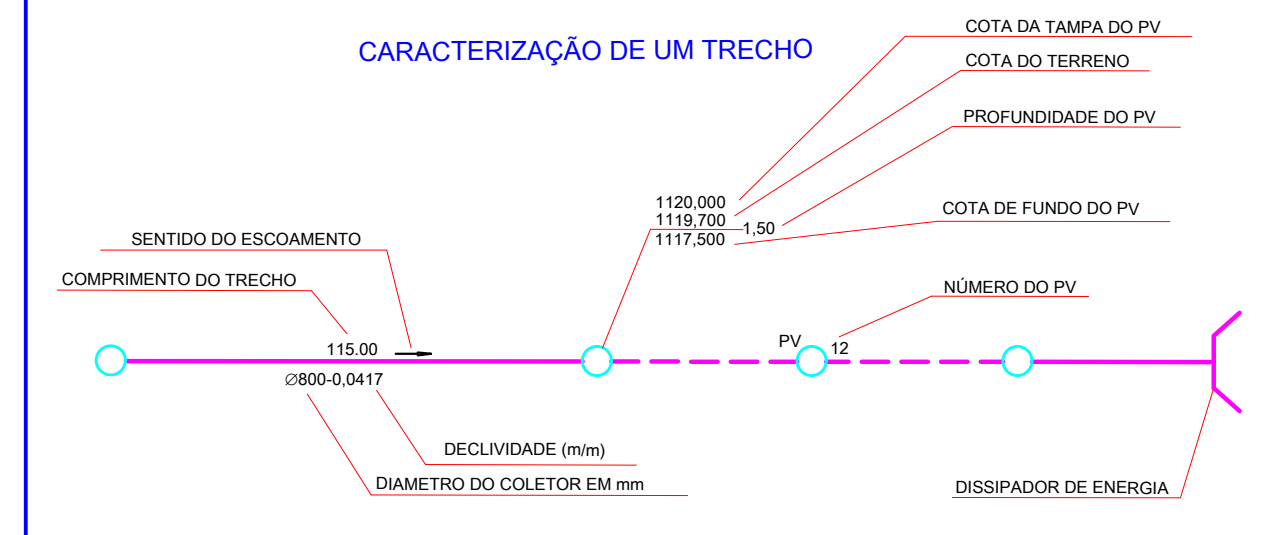 CARACTERIZAÇÃO DE UM TRECHO
COTA DA TAMPA DO PV
COTA DO TERRENO
PROFUNDIDADE DO PV
1120,000
1119,700
1,50
1117,500
COTA DE FUNDO DO PV
SENTIDO DO ESCOAMENTO
COMPRIMENTO DO TRECHO
NÚMERO DO PV
115.00
PV
12
∅800-0,0417
DECLIVIDADE (m/m)
DIAMETRO DO COLETOR EM mm
DISSIPADOR DE ENERGIA